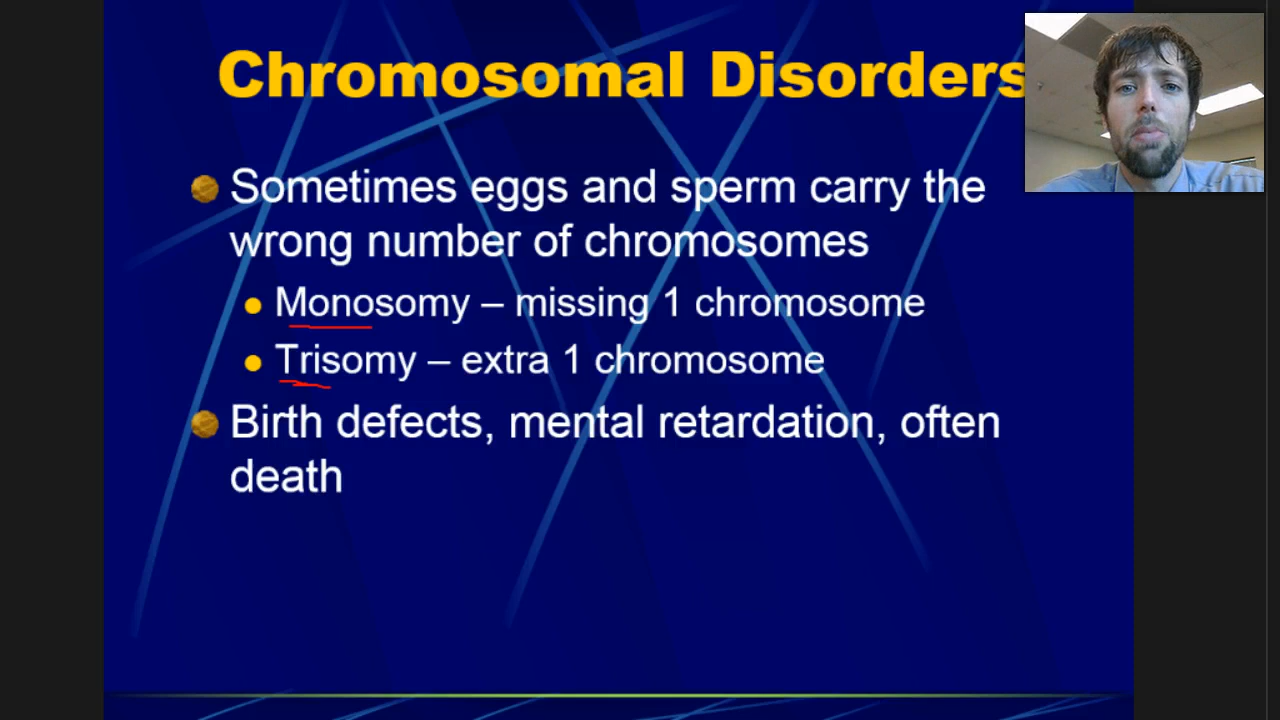 Chromosomal Disorders
Sometimes eggs and sperm carry the
wrong number of chromosomes
Monosomy – missing 1 chromosome
Trisomy – extra 1 chromosome
Birth defects, mental retardation, often
death